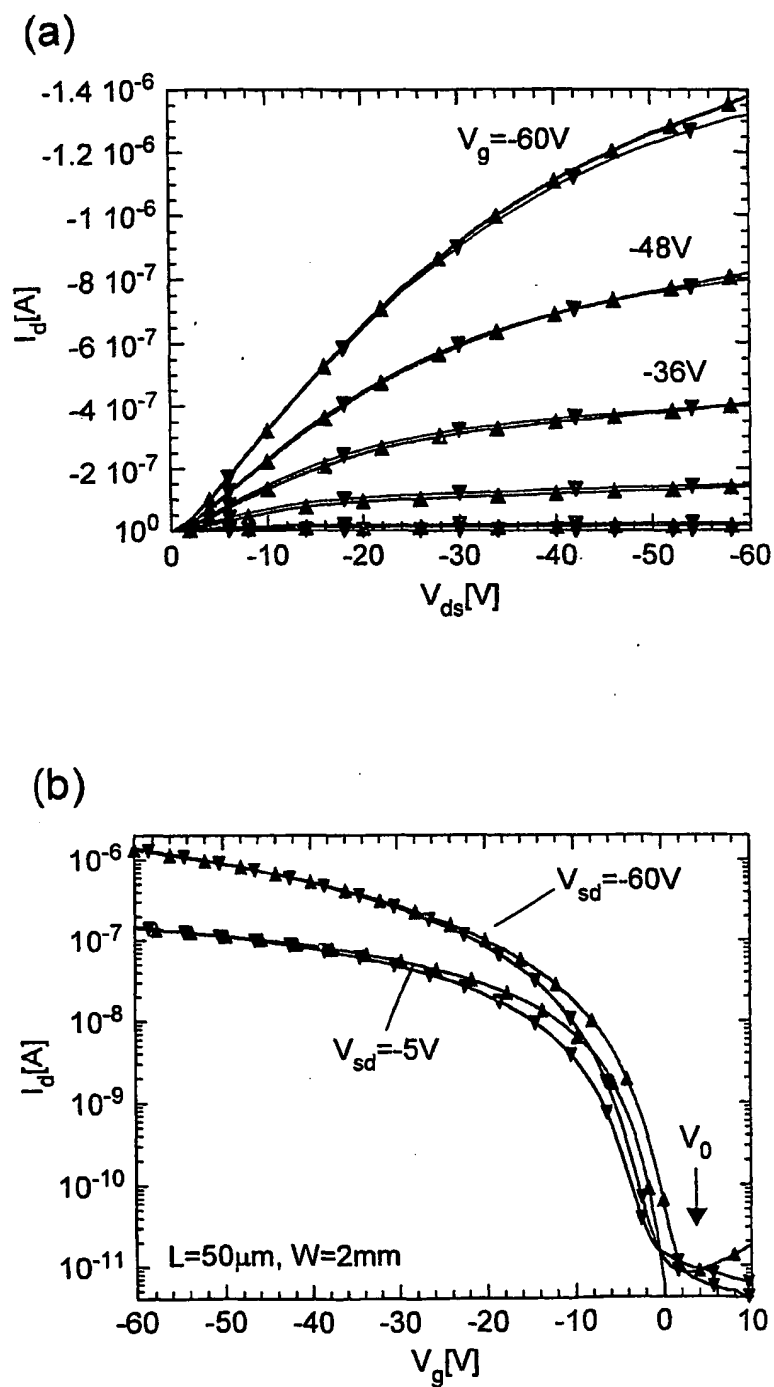 (a)
-1.4 10⁻⁶
-1.2 10⁻⁶
-1 10⁻⁶
-8 10⁻⁷
-6 10⁻⁷
-4 10⁻⁷
-2 10⁻⁷
10⁰
I_d[A]
V_g=-60V
-48V
-36V
0 -10 -20 -30 -40 -50 -60
V_ds[V]
(b)
10⁻⁶
10⁻⁷
10⁻⁸
10⁻⁹
10⁻¹⁰
10⁻¹¹
I_d[A]
V_sd=-60V
V_sd=-5V
V₀
L=50μm, W=2mm
-60 -50 -40 -30 -20 -10 0 10
V_g[V]